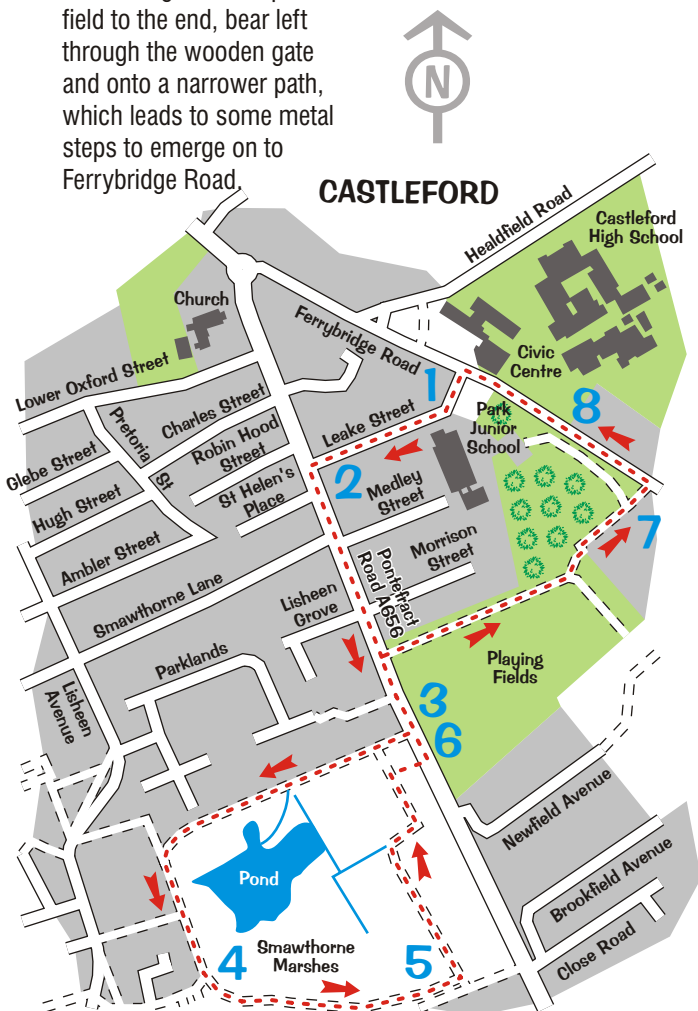 field to the end, bear left
through the wooden gate
and onto a narrower path,
which leads to some metal
steps to emerge on to
Ferrybridge Road,
N
CASTLEFORD
Healdfield Road
Castleford
High School
Church
Ferrybridge Road
Civic
Centre
Lower Oxford Street
1
Pretoria
St
Charles Street
Leake Street
Park
Junior
School
8
Glebe Street
Robin Hood
Street
2
Medley
Street
Hugh Street
St Helen's
Place
7
Ambler Street
Morrison
Street
Pontefract
Road A656
Smawthorne Lane
Lisheen
Grove
Parklands
Playing
Fields
Lisheen
Avenue
3
6
Newfield Avenue
Pond
Brookfield Avenue
4
Smawthorne
Marshes
5
Close Road